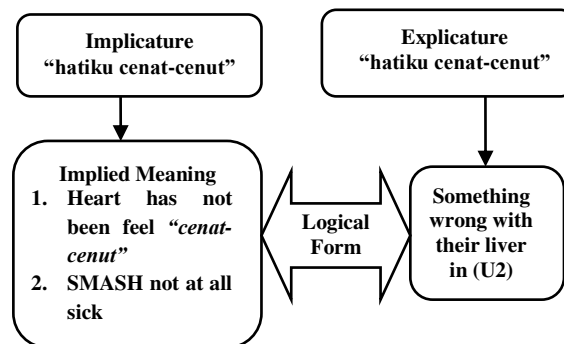 Implicature
“hatiku cenat-cenut”
Explicature
“hatiku cenat-cenut”
Implied Meaning
1. Heart has not
been feel “cenat-
cenut”
2. SMASH not at all
sick
Logical
Form
Something
wrong with
their liver
in (U2)